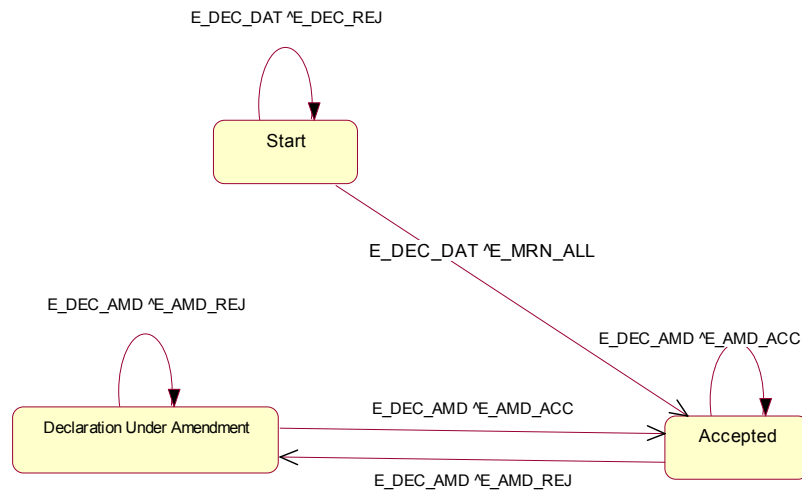 E_DEC_DAT ^E_DEC_REJ
Start
E_DEC_DAT ^E_MRN_ALL
E_DEC_AMD ^E_AMD_REJ
E_DEC_AMD ^E_AMD_ACC
E_DEC_AMD ^E_AMD_ACC
Declaration Under Amendment
Accepted
E_DEC_AMD ^E_AMD_REJ